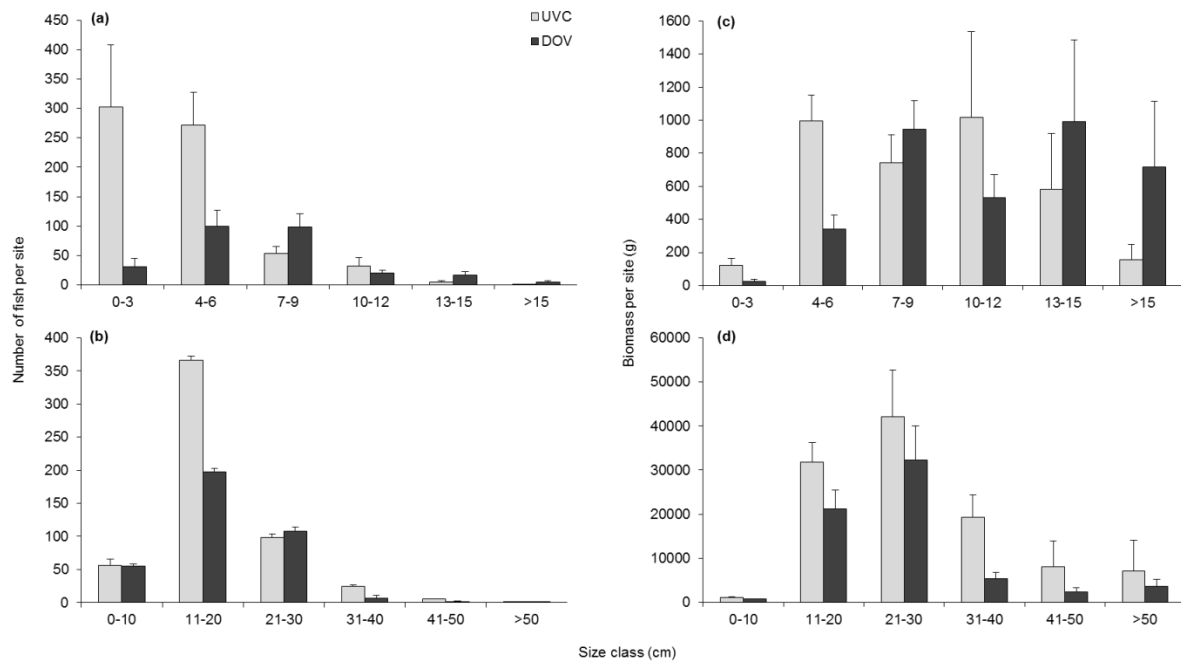 (a)
UVC
DOV
450
400
350
300
250
200
150
100
50
0
0-3 4-6 7-9 10-12 13-15 >15
(b)
400
350
300
250
200
150
100
50
0
0-10 11-20 21-30 31-40 41-50 >50
Number of fish per site
(c)
1600
1400
1200
1000
800
600
400
200
0
0-3 4-6 7-9 10-12 13-15 >15
(d)
60000
50000
40000
30000
20000
10000
0
0-10 11-20 21-30 31-40 41-50 >50
Biomass per site (g)
Size class (cm)